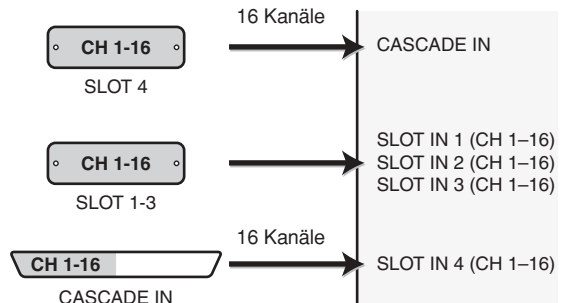 16 Kanäle
CH 1-16
CASCADE IN
SLOT 4
CH 1-16
SLOT IN 1 (CH 1–16)
SLOT IN 2 (CH 1–16)
SLOT IN 3 (CH 1–16)
SLOT 1-3
16 Kanäle
CH 1-16
SLOT IN 4 (CH 1–16)
CASCADE IN